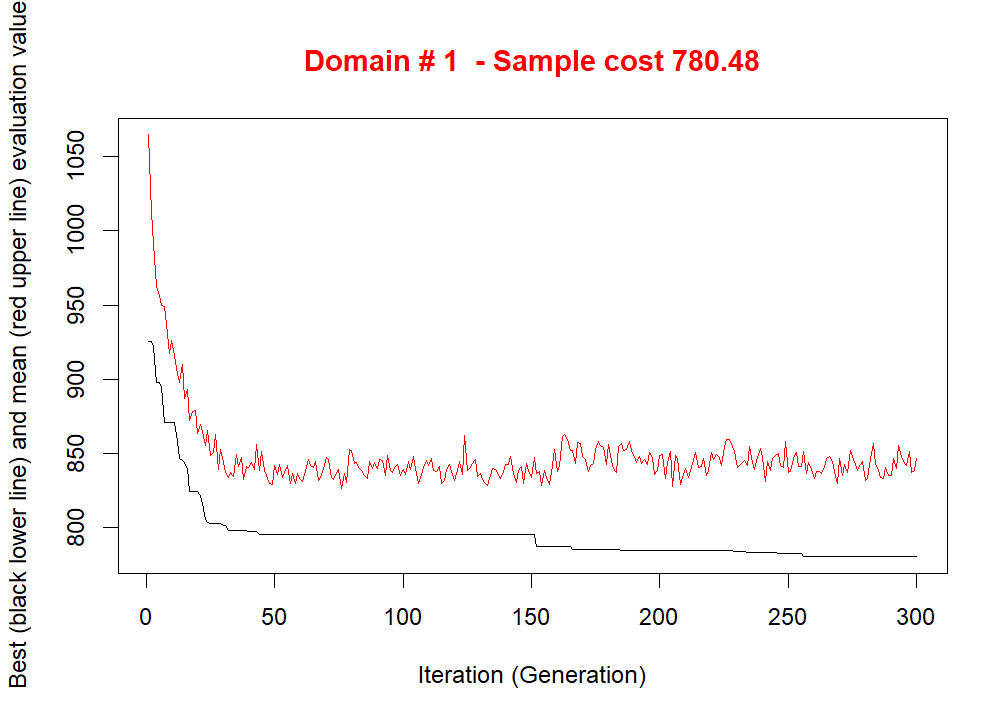 Domain # 1  - Sample cost 780.48
Best (black lower line) and mean (red upper line) evaluation value
1050
1000
950
900
850
800
0 50 100 150 200 250 300
Iteration (Generation)